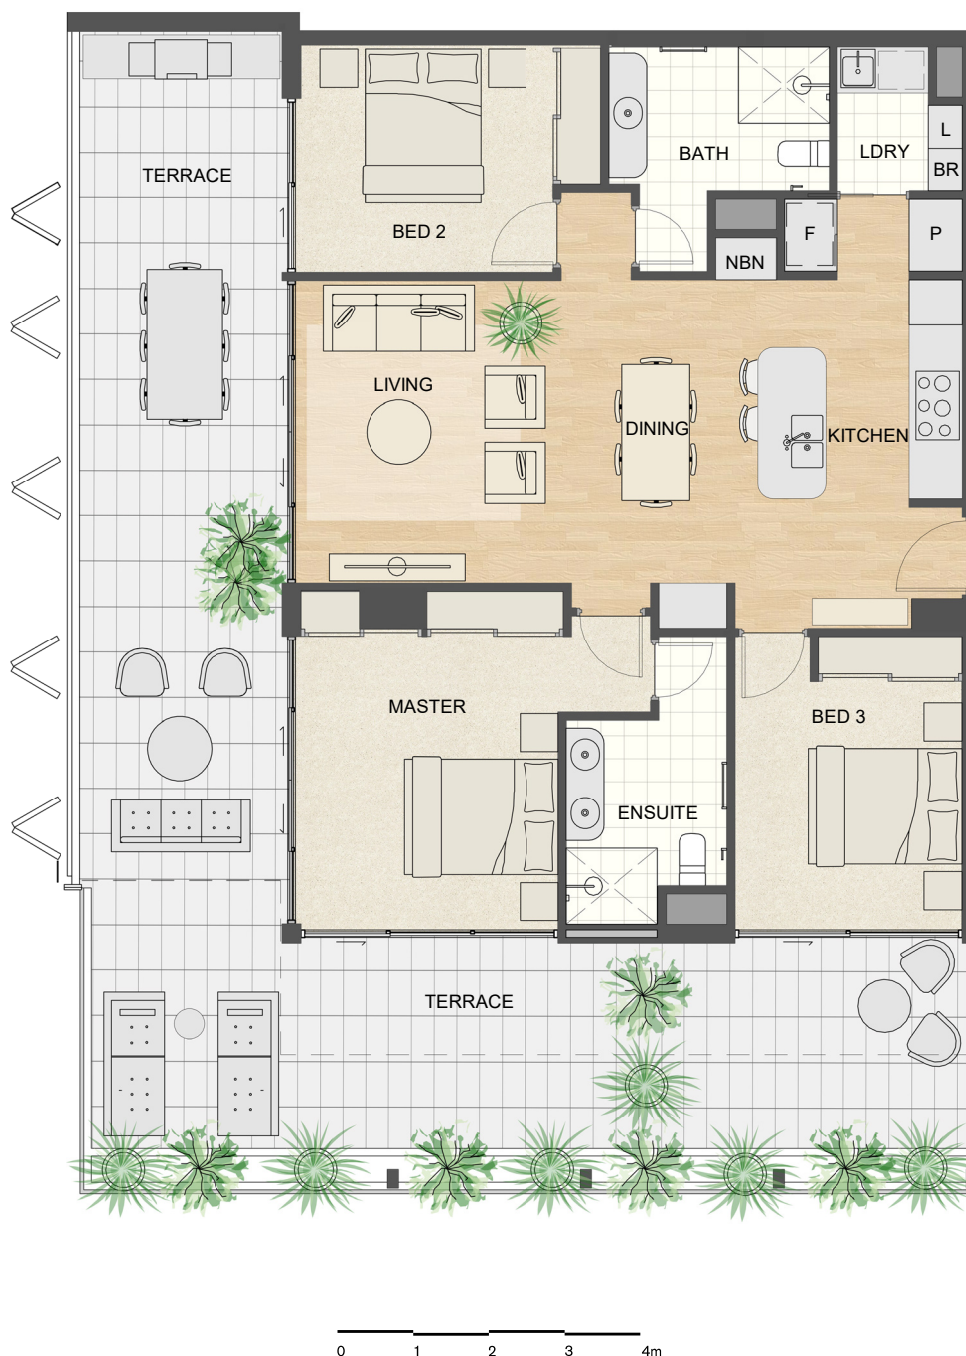 TERRACE
BED 2
BATH
LDRY
L
BR
F
P
NBN
LIVING
DINING
KITCHEN
MASTER
BED 3
ENSUITE
TERRACE
0 1 2 3 4m